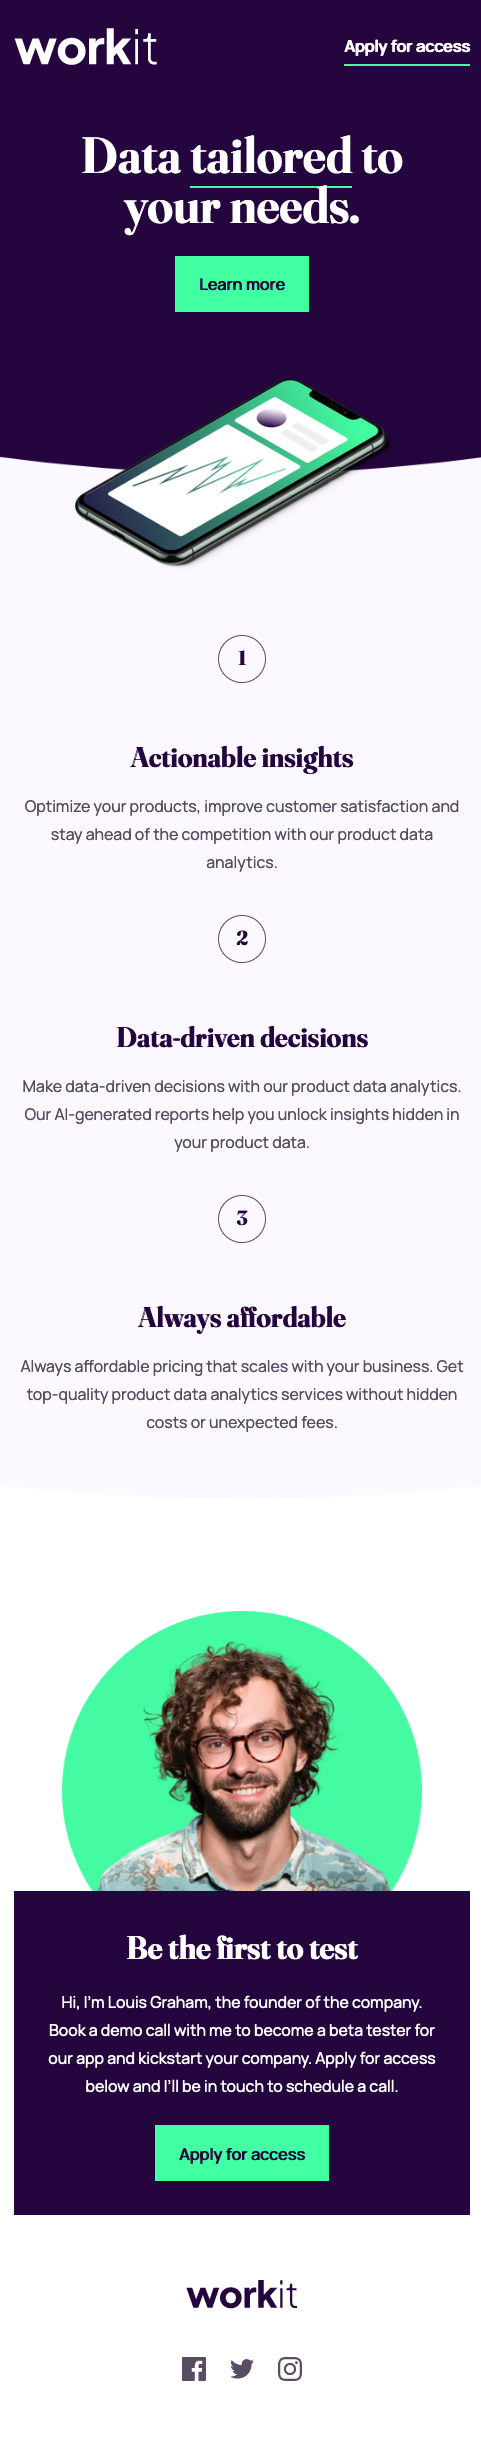 workit
Apply for access
Data tailored to
your needs.
Learn more
1
Actionable insights
Optimize your products, improve customer satisfaction and
stay ahead of the competition with our product data
analytics.
2
Data-driven decisions
Make data-driven decisions with our product data analytics.
Our AI-generated reports help you unlock insights hidden in
your product data.
3
Always affordable
Always affordable pricing that scales with your business. Get
top-quality product data analytics services without hidden
costs or unexpected fees.
Be the first to test
Hi, I'm Louis Graham, the founder of the company.
Book a demo call with me to become a beta tester for
our app and kickstart your company. Apply for access
below and I'll be in touch to schedule a call.
Apply for access
workit